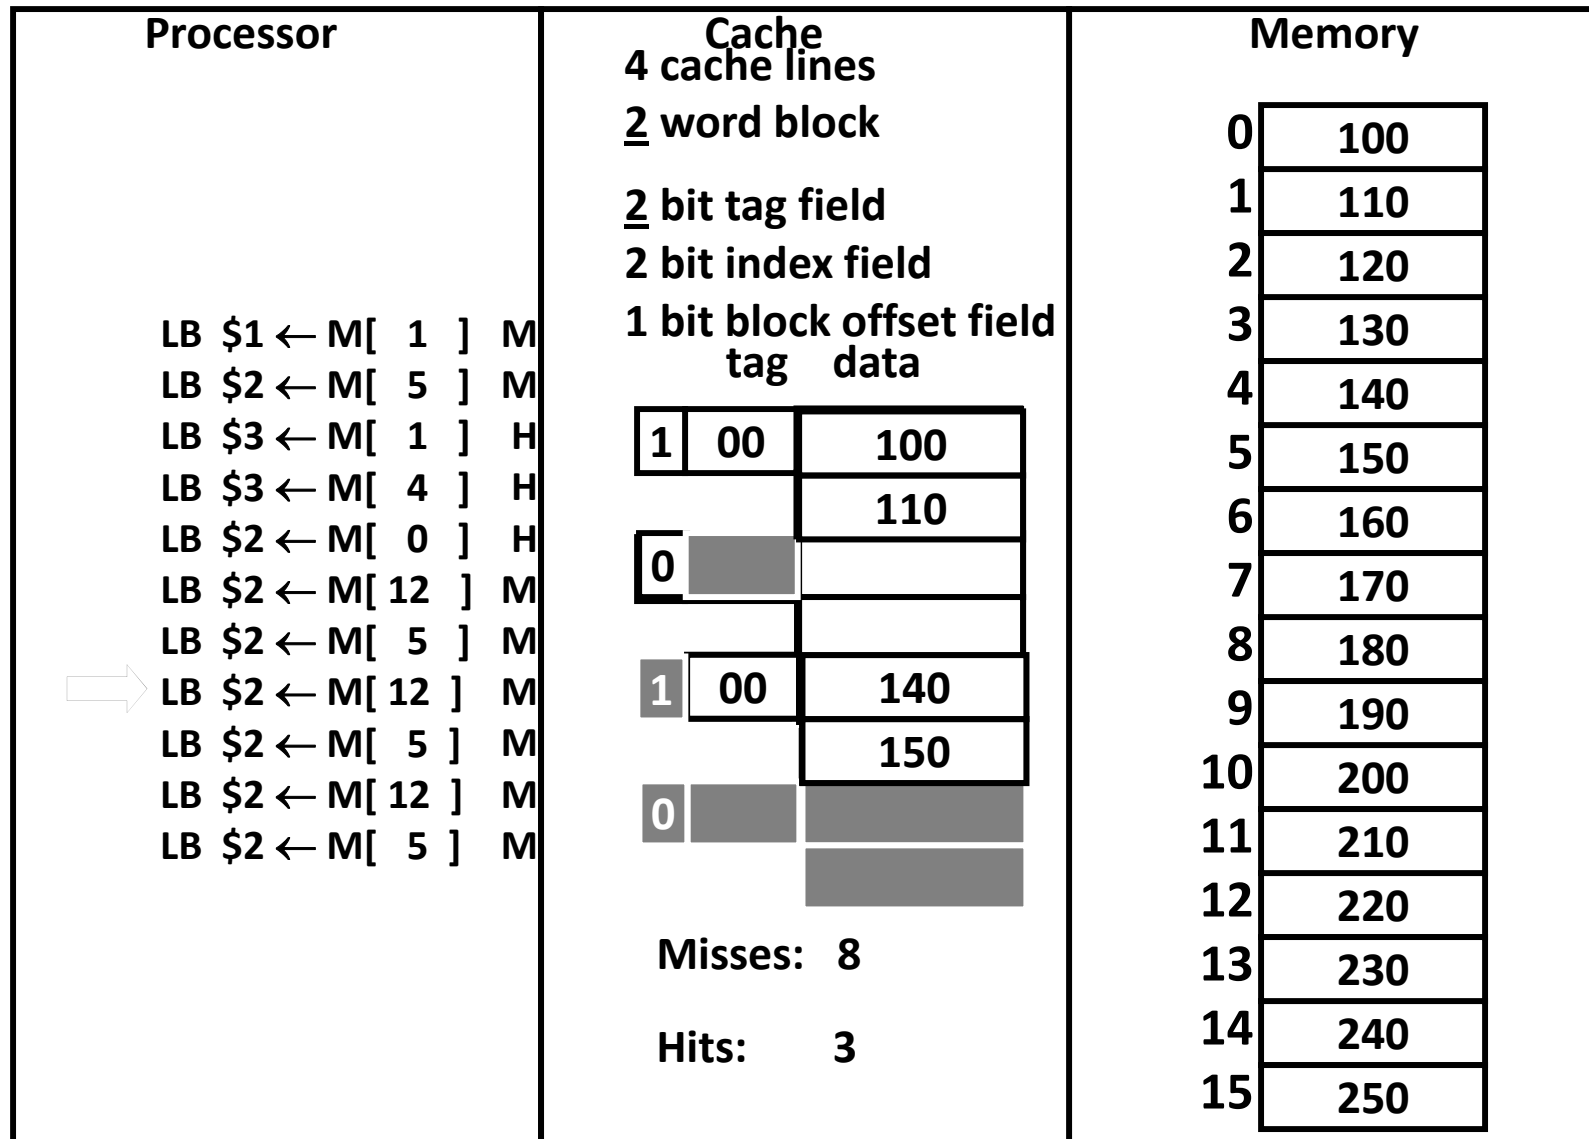 Processor
LB $1 ← M[ 1 ] M
LB $2 ← M[ 5 ] M
LB $3 ← M[ 1 ] H
LB $3 ← M[ 4 ] H
LB $2 ← M[ 0 ] H
LB $2 ← M[ 12 ] M
LB $2 ← M[ 5 ] M
LB $2 ← M[ 12 ] M
LB $2 ← M[ 5 ] M
LB $2 ← M[ 12 ] M
LB $2 ← M[ 5 ] M
Cache
4 cache lines
2 word block
2 bit tag field
2 bit index field
1 bit block offset field
tag data
1 00 100
110
0
1 00 140
150
0
Misses: 8
Hits: 3
Memory
0 100
1 110
2 120
3 130
4 140
5 150
6 160
7 170
8 180
9 190
10 200
11 210
12 220
13 230
14 240
15 250